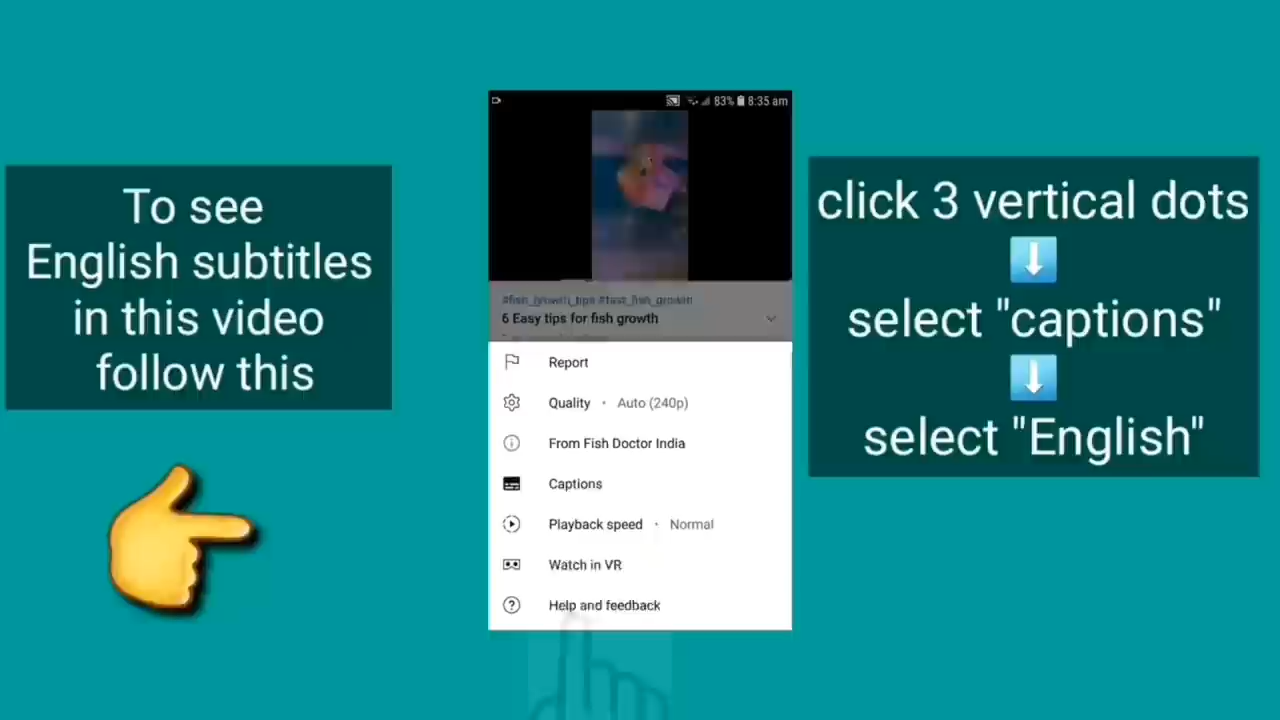 To see
English subtitles
in this video
follow this
83% 8:35 am
#fish_growth_tips #fast_fish_growth
6 Easy tips for fish growth
Report
Quality · Auto (240p)
From Fish Doctor India
Captions
Playback speed · Normal
Watch in VR
Help and feedback
click 3 vertical dots
select "captions"
select "English"